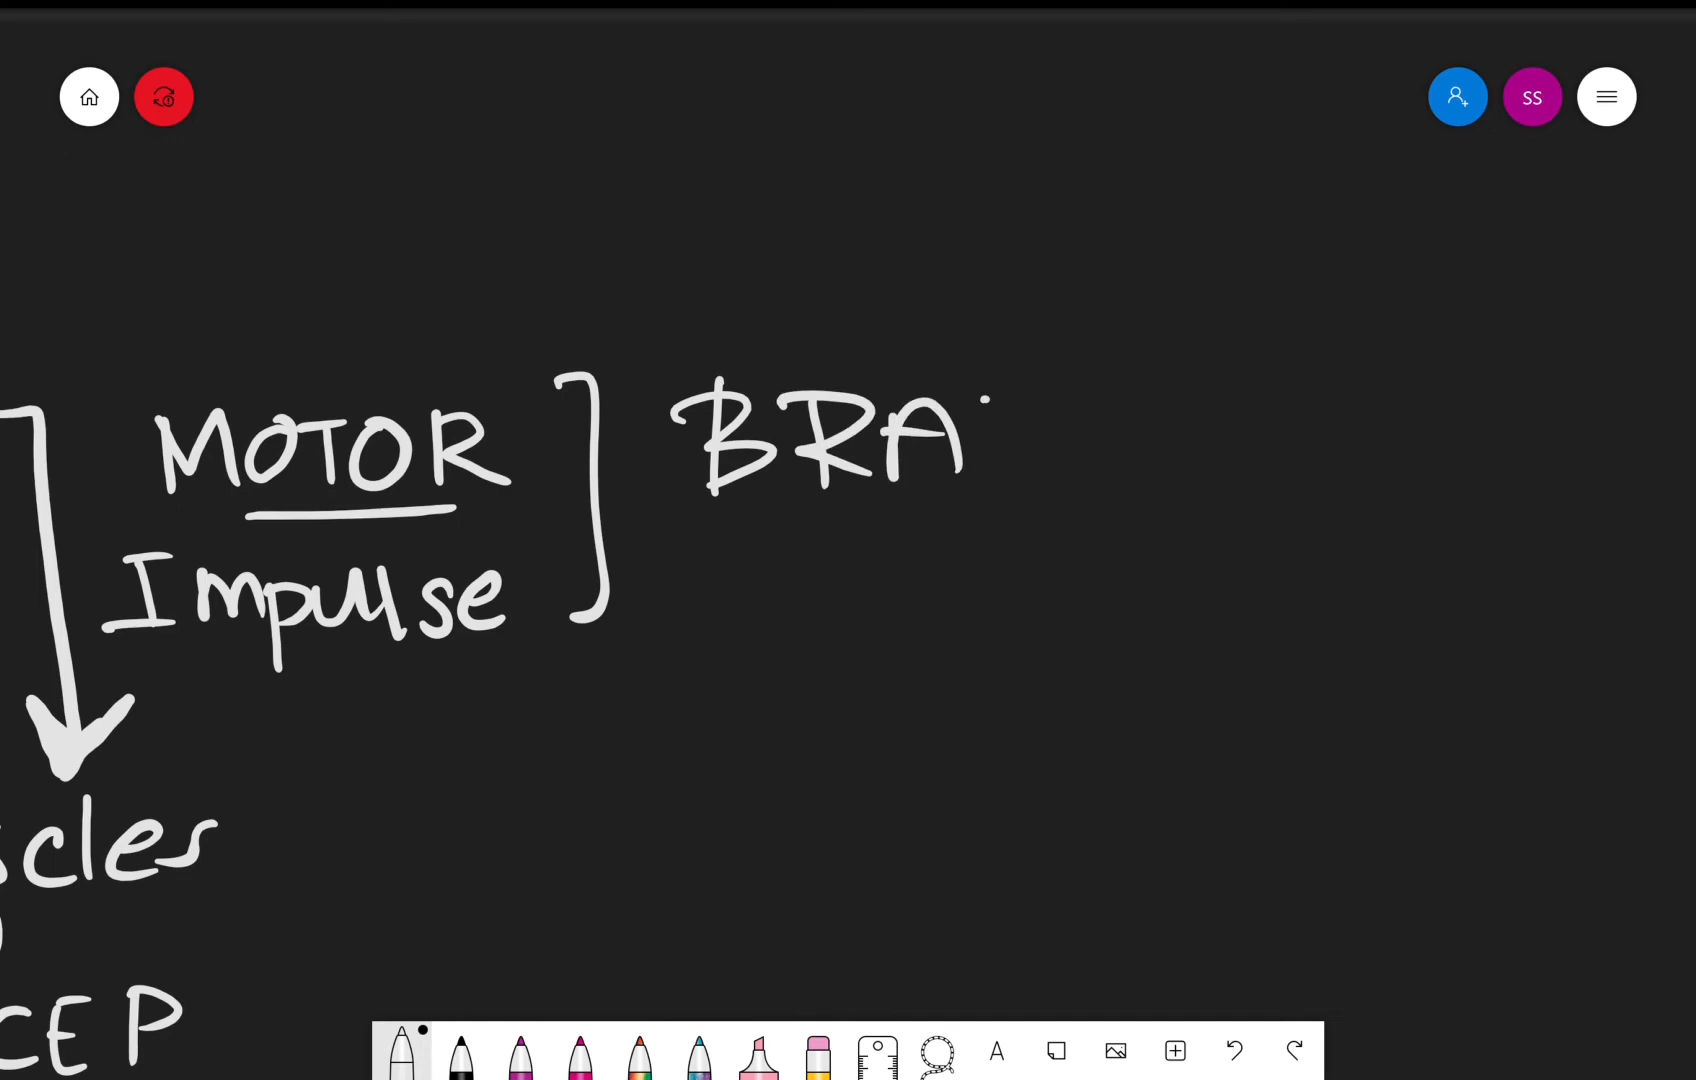 SS
MOTOR ] BRA
Impulse
cles
CEP
A